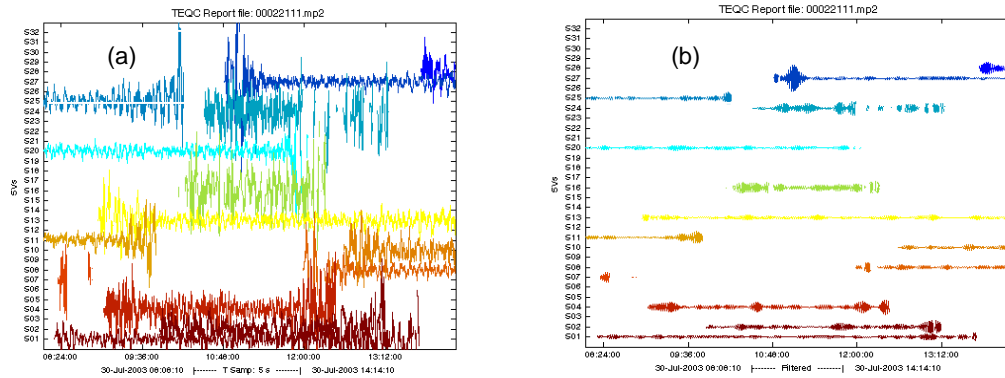 TEQC Report file: 00022111.mp2
(a)
SVs
S32
S31
S30
S29
S28
S27
S26
S25
S24
S23
S22
S21
S20
S19
S18
S17
S16
S15
S14
S13
S12
S11
S10
S09
S08
S07
S06
S05
S04
S03
S02
S01
08:24:00 09:36:00 10:48:00 12:00:00 13:12:00
30-Jul-2003 08:08:10 |------- T Samp: 5 s -------| 30-Jul-2003 14:14:10
TEQC Report file: 00022111.mp2
(b)
SVs
S32
S31
S30
S29
S28
S27
S26
S25
S24
S23
S22
S21
S20
S19
S18
S17
S16
S15
S14
S13
S12
S11
S10
S09
S08
S07
S06
S05
S04
S03
S02
S01
08:24:00 09:36:00 10:48:00 12:00:00 13:12:00
30-Jul-2003 08:08:10 |------- Filtered -------| 30-Jul-2003 14:14:10